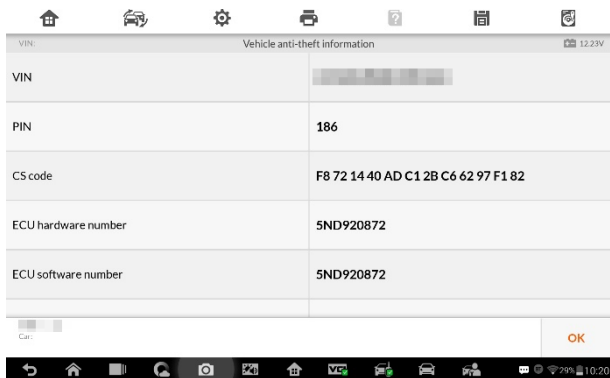 VIN:
Vehicle anti-theft information
12.23V
VIN
PIN
186
CS code
F8 72 14 40 AD C1 2B C6 62 97 F1 82
ECU hardware number
5ND920872
ECU software number
5ND920872
Car:
OK
29%
10:20